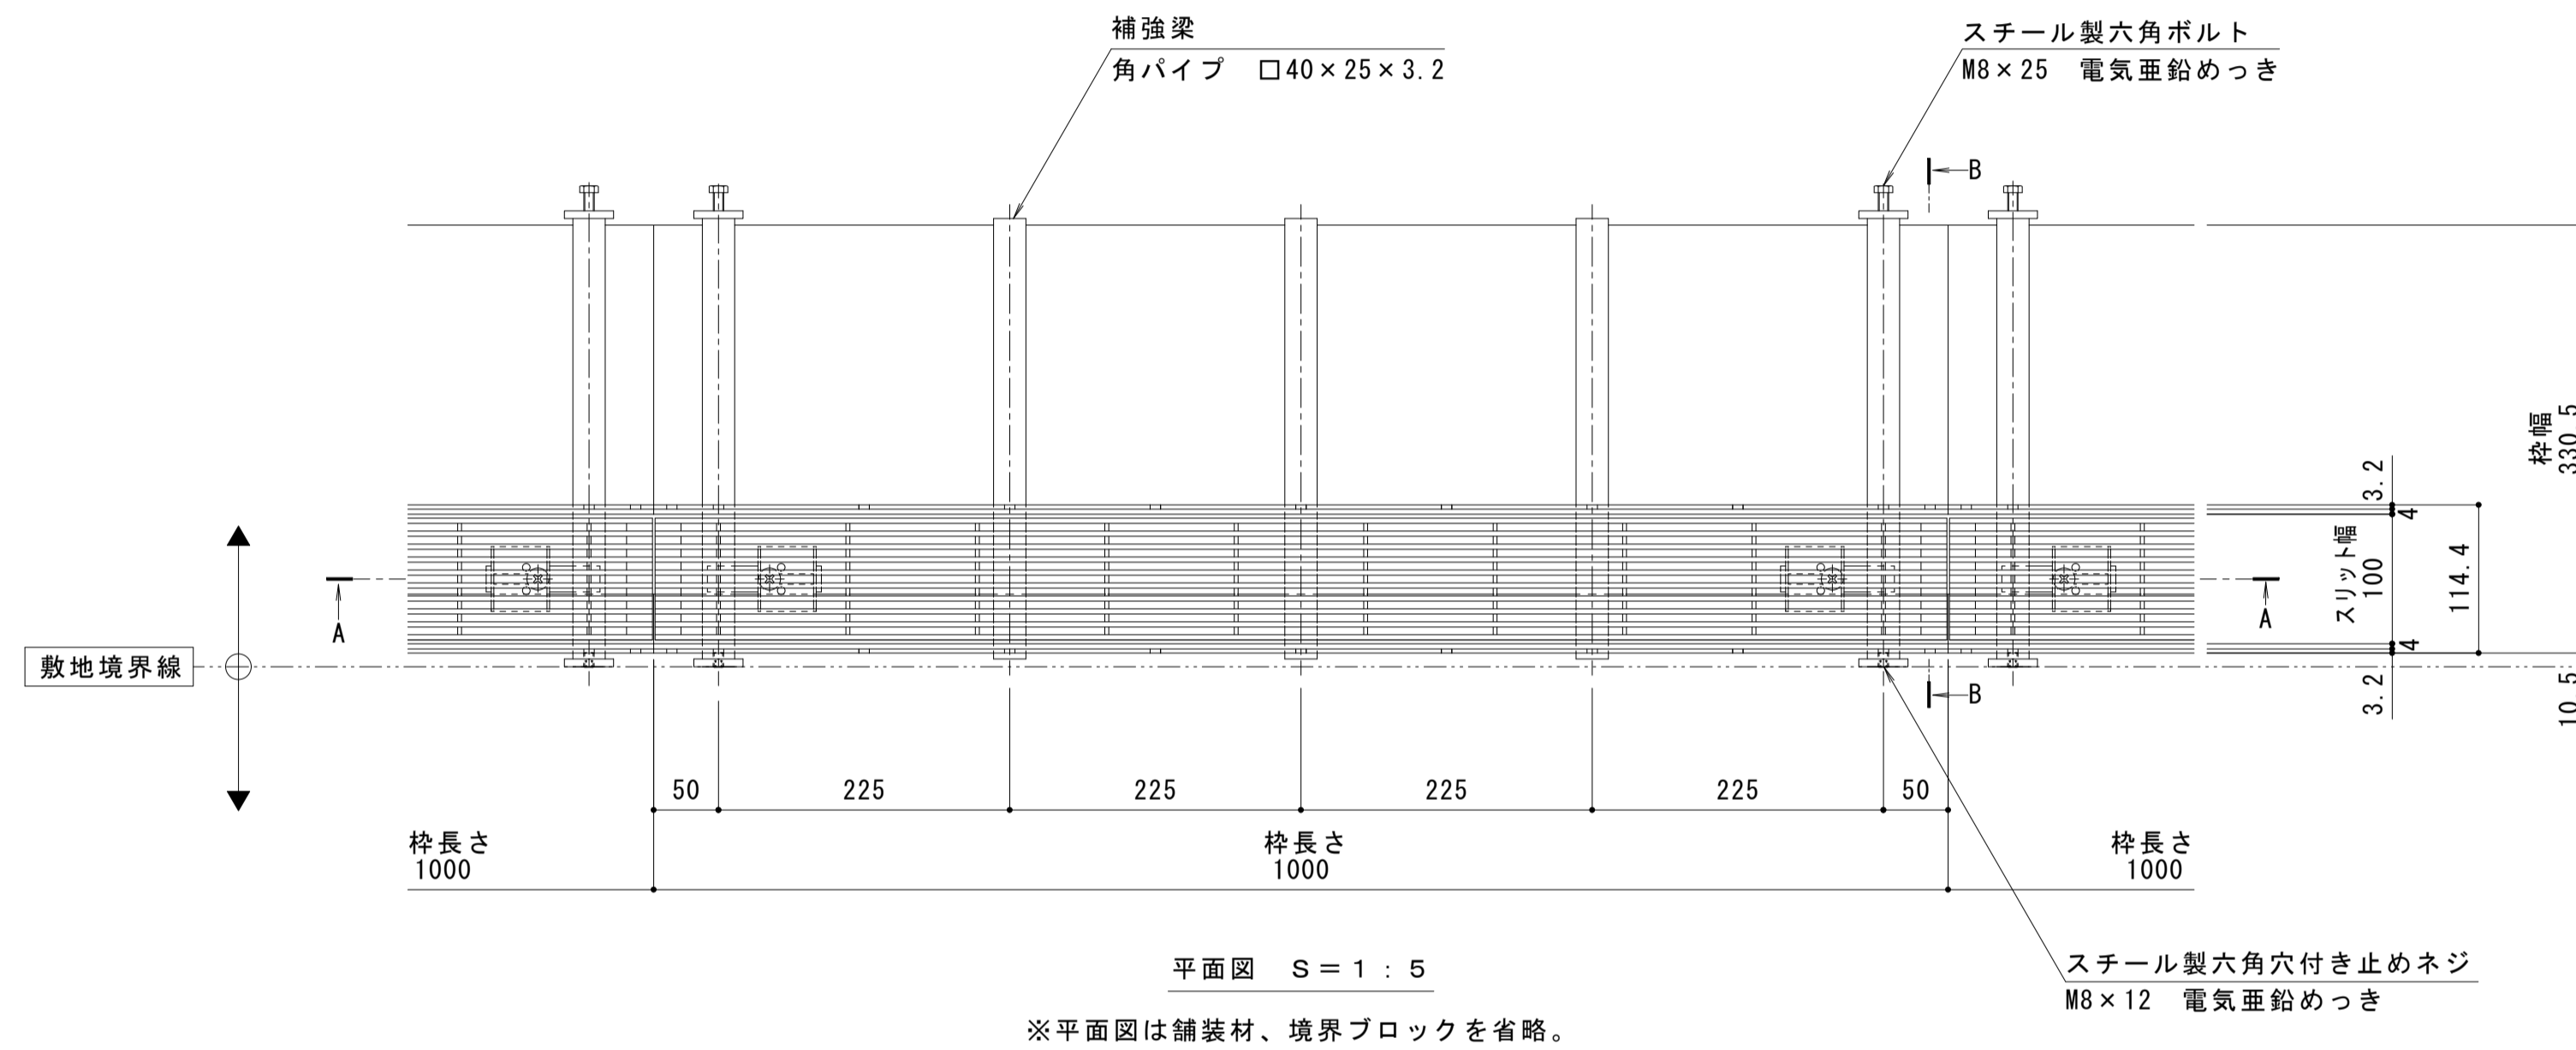 補強梁
角パイプ　□40×25×3.2
スチール製六角ボルト
M8×25　電気亜鉛めっき
B
枠幅
330.5
3.2
4
スリット幅
100
114.4
4
3.2
10.5
A
A
敷地境界線
B
50
225
225
225
225
50
枠長さ
1000
枠長さ
1000
枠長さ
1000
平面図　S＝1：5
スチール製六角穴付き止めネジ
M8×12　電気亜鉛めっき
※平面図は舗装材、境界ブロックを省略。